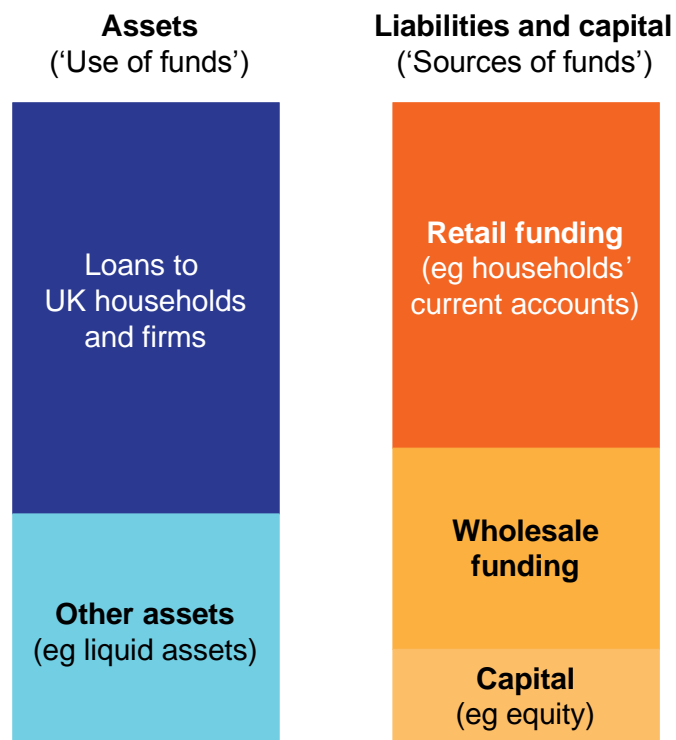 Assets
(‘Use of funds’)
Liabilities and capital
(‘Sources of funds’)
Loans to
UK households
and firms
Other assets
(eg liquid assets)
Retail funding
(eg households’
current accounts)
Wholesale
funding
Capital
(eg equity)